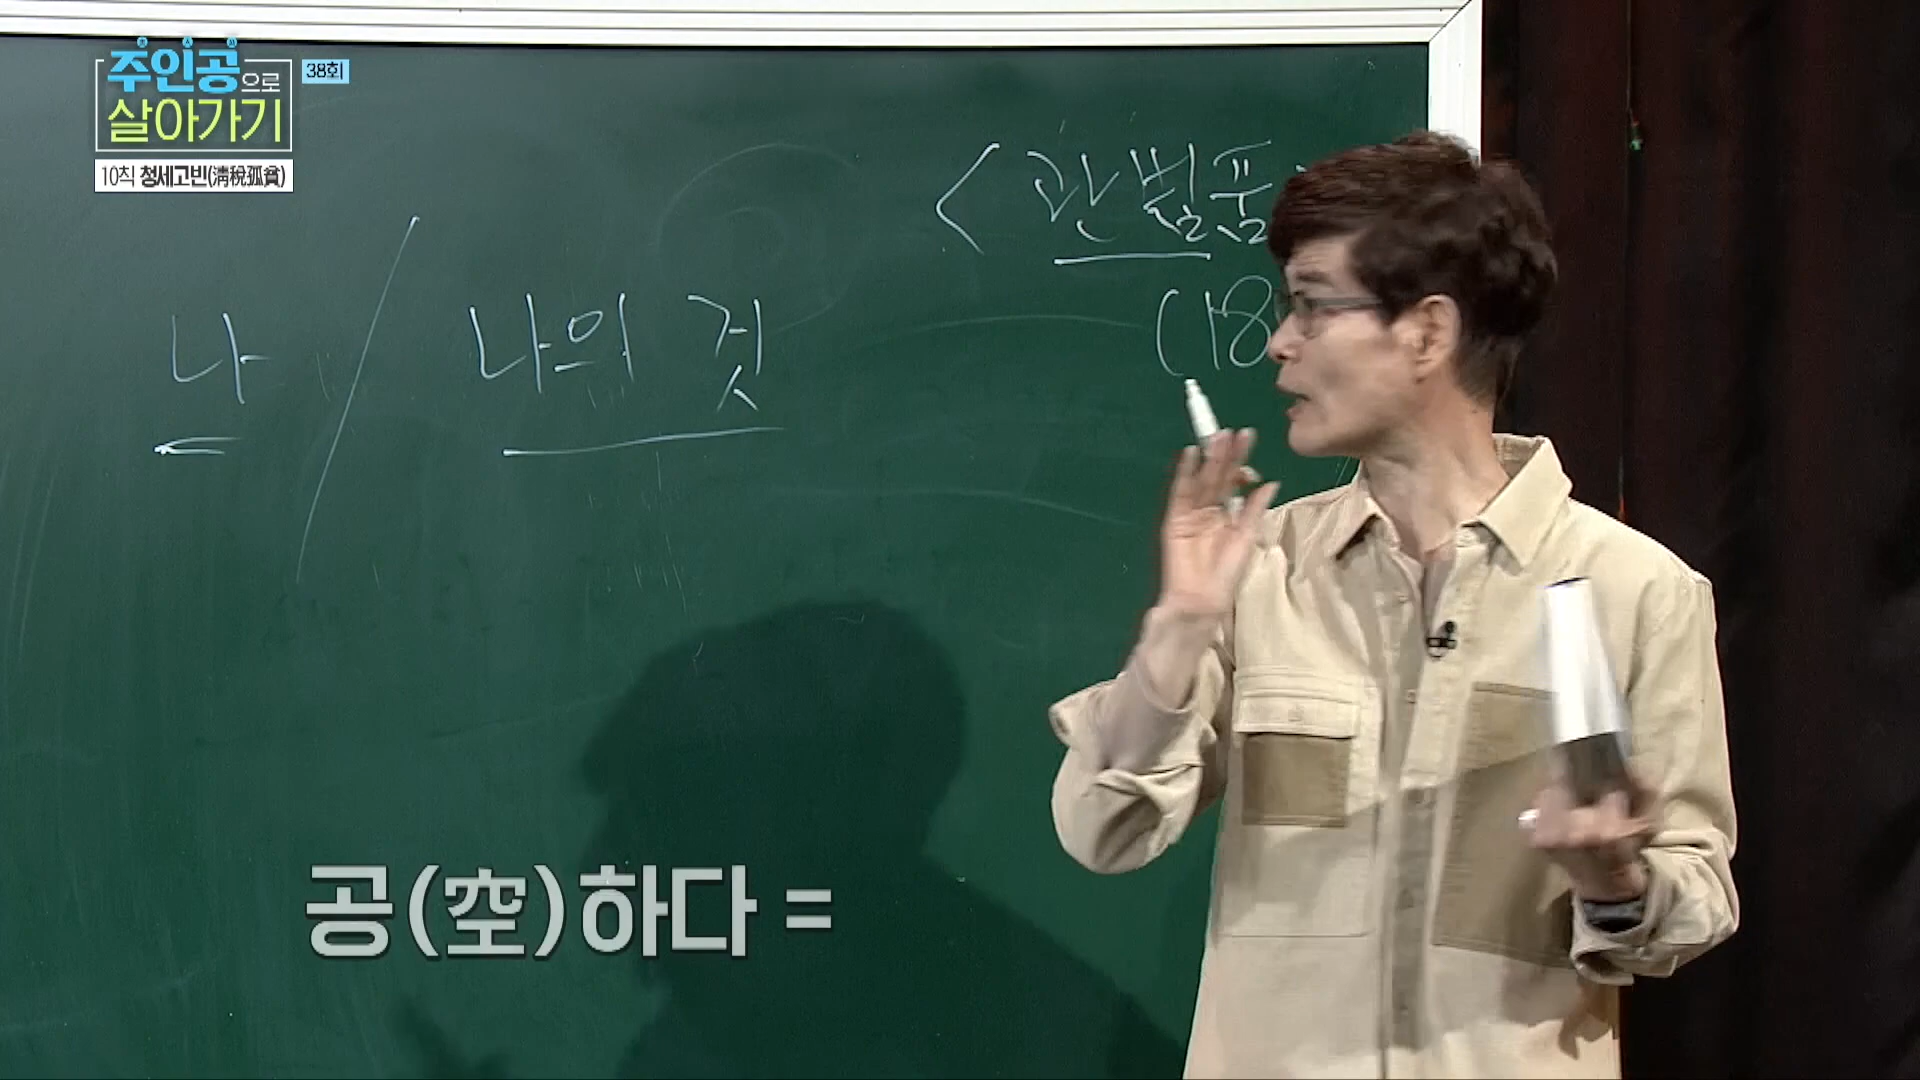 주인공으로
살아가기
38회
10칙 청세고빈(淸稅孤貧)
<관법품
(18
나 / 나의 것
공(空)하다 =